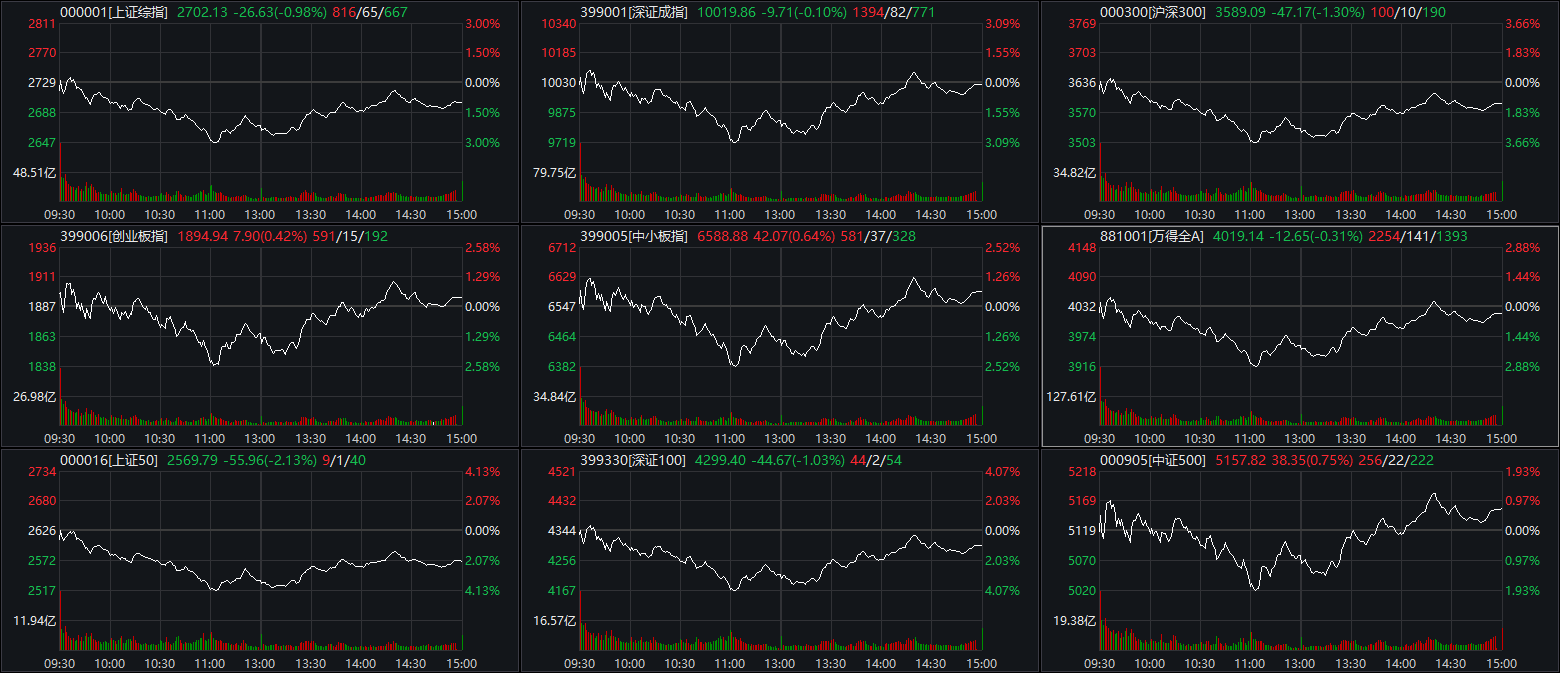 000001[上证综指] 2702.13 -26.63(-0.98%) 816/65/667
2811 3.00%
2770 1.50%
2729 0.00%
2688 1.50%
2647 3.00%
48.51亿
09:30 10:00 10:30 11:00 13:00 13:30 14:00 14:30 15:00
399001[深证成指] 10019.86 -9.71(-0.10%) 1394/82/771
10340 3.09%
10185 1.55%
10030 0.00%
9875 1.55%
9719 3.09%
79.75亿
09:30 10:00 10:30 11:00 13:00 13:30 14:00 14:30 15:00
000300[沪深300] 3589.09 -47.17(-1.30%) 100/10/190
3769 3.66%
3703 1.83%
3636 0.00%
3570 1.83%
3503 3.66%
34.82亿
09:30 10:00 10:30 11:00 13:00 13:30 14:00 14:30 15:00
399006[创业板指] 1894.94 7.90(0.42%) 591/15/192
1936 2.58%
1911 1.29%
1887 0.00%
1863 1.29%
1838 2.58%
26.98亿
09:30 10:00 10:30 11:00 13:00 13:30 14:00 14:30 15:00
399005[中小板指] 6588.88 42.07(0.64%) 581/37/328
6712 2.52%
6629 1.26%
6547 0.00%
6464 1.26%
6382 2.52%
34.84亿
09:30 10:00 10:30 11:00 13:00 13:30 14:00 14:30 15:00
881001[万得全A] 4019.14 -12.65(-0.31%) 2254/141/1393
4148 2.88%
4090 1.44%
4032 0.00%
3974 1.44%
3916 2.88%
127.61亿
09:30 10:00 10:30 11:00 13:00 13:30 14:00 14:30 15:00
000016[上证50] 2569.79 -55.96(-2.13%) 9/1/40
2734 4.13%
2680 2.07%
2626 0.00%
2572 2.07%
2517 4.13%
11.94亿
09:30 10:00 10:30 11:00 13:00 13:30 14:00 14:30 15:00
399330[深证100] 4299.40 -44.67(-1.03%) 44/2/54
4521 4.07%
4432 2.03%
4344 0.00%
4256 2.03%
4167 4.07%
16.57亿
09:30 10:00 10:30 11:00 13:00 13:30 14:00 14:30 15:00
000905[中证500] 5157.82 38.35(0.75%) 256/22/222
5218 1.93%
5169 0.97%
5119 0.00%
5070 0.97%
5020 1.93%
19.38亿
09:30 10:00 10:30 11:00 13:00 13:30 14:00 14:30 15:00